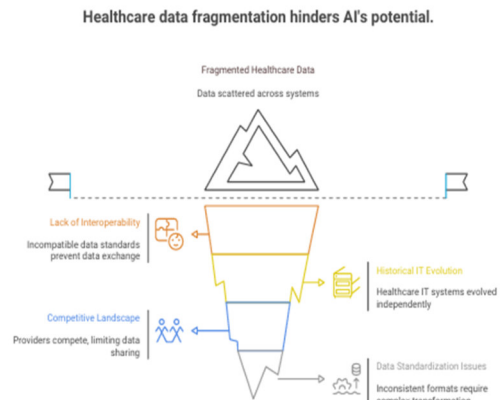 Healthcare data fragmentation hinders AI's potential.
Fragmented Healthcare Data
Data scattered across systems
Lack of Interoperability
Incompatible data standards
prevent data exchange
Historical IT Evolution
Healthcare IT systems evolved
independently
Competitive Landscape
Providers compete, limiting data
sharing
Data Standardization Issues
Inconsistent formats require
complex transformation